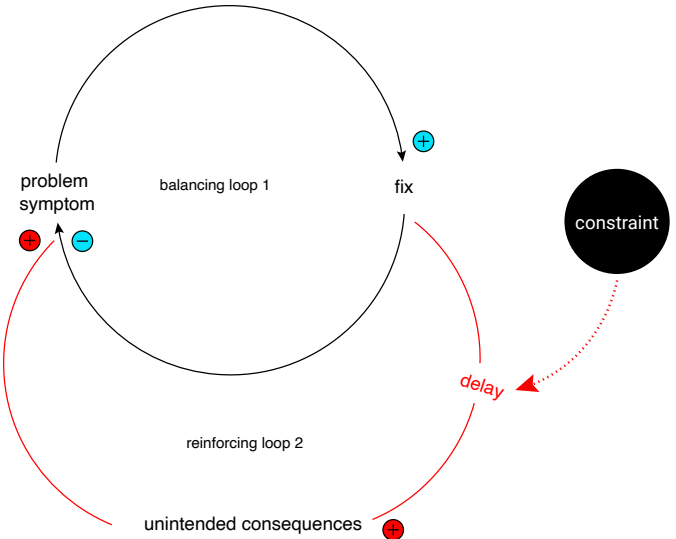 +
problem
symptom
balancing loop 1
fix
constraint
+
−
delay
reinforcing loop 2
unintended consequences
+